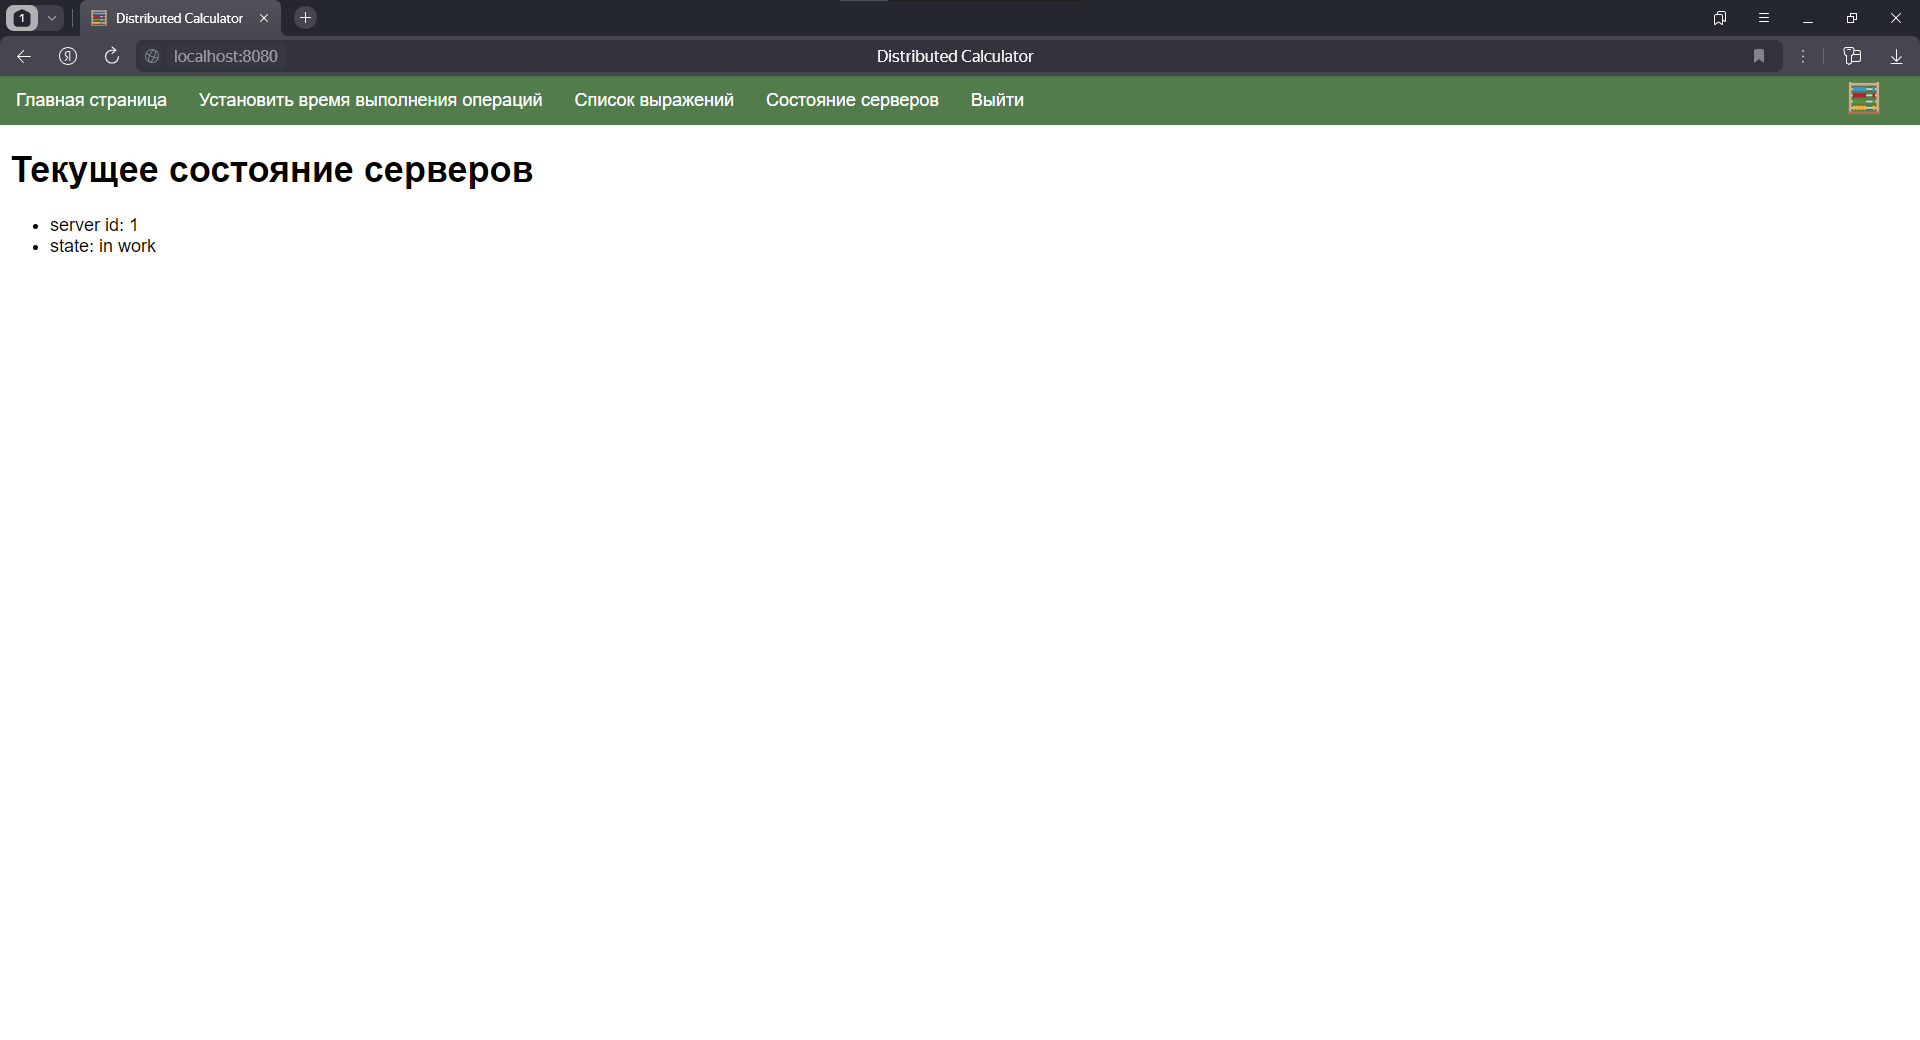 1
Distributed Calculator
localhost:8080
Distributed Calculator
Главная страница
Установить время выполнения операций
Список выражений
Состояние серверов
Выйти
Текущее состояние серверов
server id: 1
state: in work